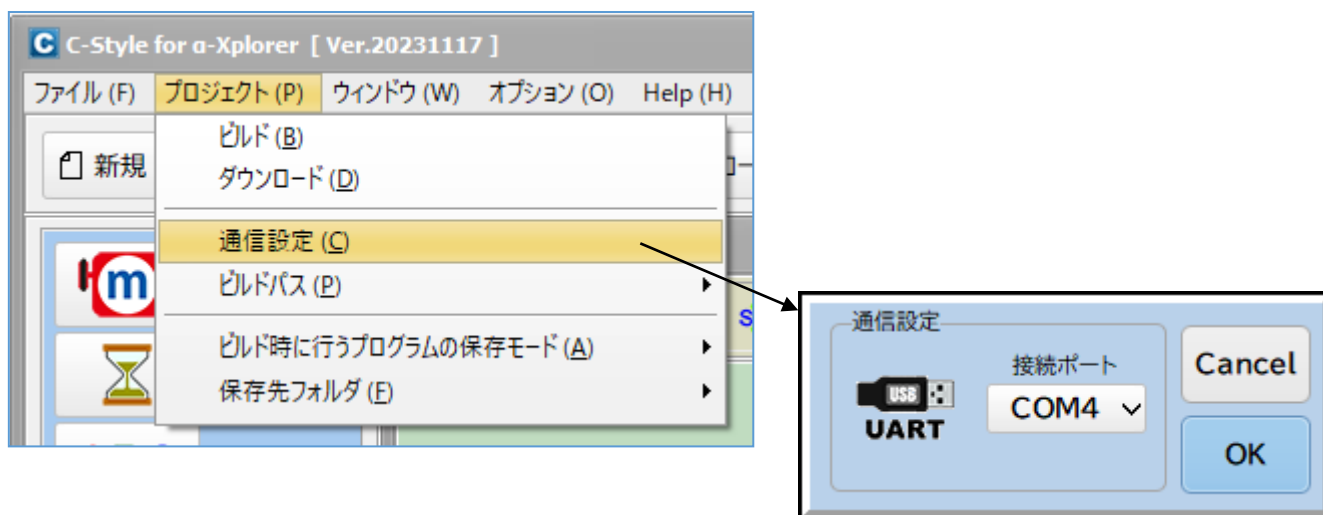 C-Style for α-Xplorer [ Ver.20231117 ]
ファイル (F) プロジェクト (P) ウィンドウ (W) オプション (O) Help (H)
新規
ビルド (B)
ダウンロード (D)
通信設定 (C)
ビルドパス (P)
ビルド時に行うプログラムの保存モード (A)
保存先フォルダ (F)
m
通信設定
接続ポート
USB
UART
COM4
Cancel
OK